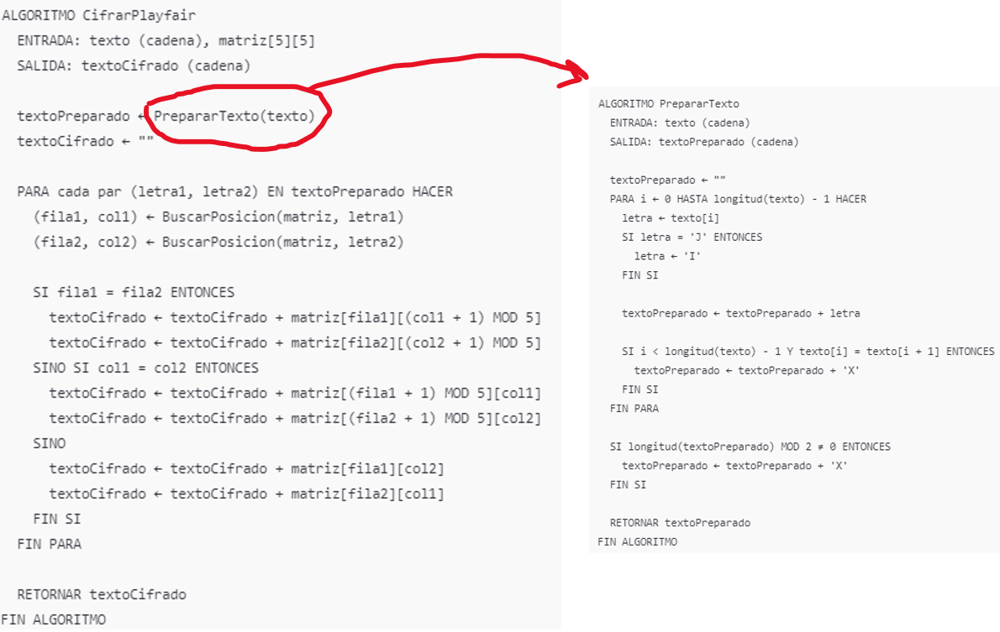 ALGORITMO CifrarPlayfair
ENTRADA: texto (cadena), matriz[5][5]
SALIDA: textoCifrado (cadena)
textoPreparado ← PrepararTexto(texto)
textoCifrado ← ""
PARA cada par (letra1, letra2) EN textoPreparado HACER
(fila1, col1) ← BuscarPosicion(matriz, letra1)
(fila2, col2) ← BuscarPosicion(matriz, letra2)
SI fila1 = fila2 ENTONCES
textoCifrado ← textoCifrado + matriz[fila1][(col1 + 1) MOD 5]
textoCifrado ← textoCifrado + matriz[fila2][(col2 + 1) MOD 5]
SINO SI col1 = col2 ENTONCES
textoCifrado ← textoCifrado + matriz[(fila1 + 1) MOD 5][col1]
textoCifrado ← textoCifrado + matriz[(fila2 + 1) MOD 5][col2]
SINO
textoCifrado ← textoCifrado + matriz[fila1][col2]
textoCifrado ← textoCifrado + matriz[fila2][col1]
FIN SI
FIN PARA
RETORNAR textoCifrado
FIN ALGORITMO
ALGORITMO PrepararTexto
ENTRADA: texto (cadena)
SALIDA: textoPreparado (cadena)
textoPreparado ← ""
PARA i ← 0 HASTA longitud(texto) - 1 HACER
letra ← texto[i]
SI letra = 'J' ENTONCES
letra ← 'I'
FIN SI
textoPreparado ← textoPreparado + letra
SI i < longitud(texto) - 1 Y texto[i] = texto[i + 1] ENTONCES
textoPreparado ← textoPreparado + 'X'
FIN SI
FIN PARA
SI longitud(textoPreparado) MOD 2 ≠ 0 ENTONCES
textoPreparado ← textoPreparado + 'X'
FIN SI
RETORNAR textoPreparado
FIN ALGORITMO